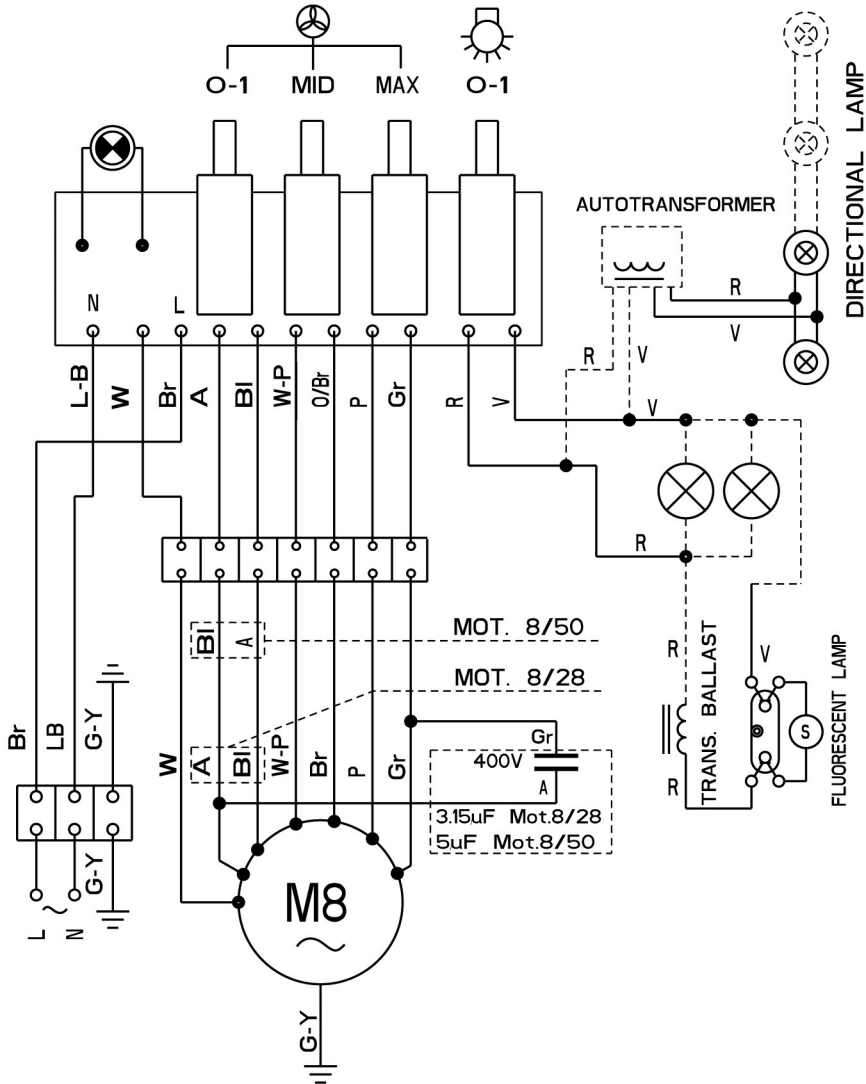 O-1 MID MAX O-1
AUTOTRANSFORMER
DIRECTIONAL LAMP
N L
R
V
R V
L-B W Br A Bl W-P O/Br P Gr R V
V
R
Bl A
MOT. 8/50
MOT. 8/28
R
V
TRANS. BALLAST
FLUORESCENT LAMP
Br LB G-Y
W A Bl W-P Br P Gr
Gr
400V
A
S
R
3.15uF Mot.8/28
5uF Mot.8/50
G-Y
M8
~
L ~ N
G-Y